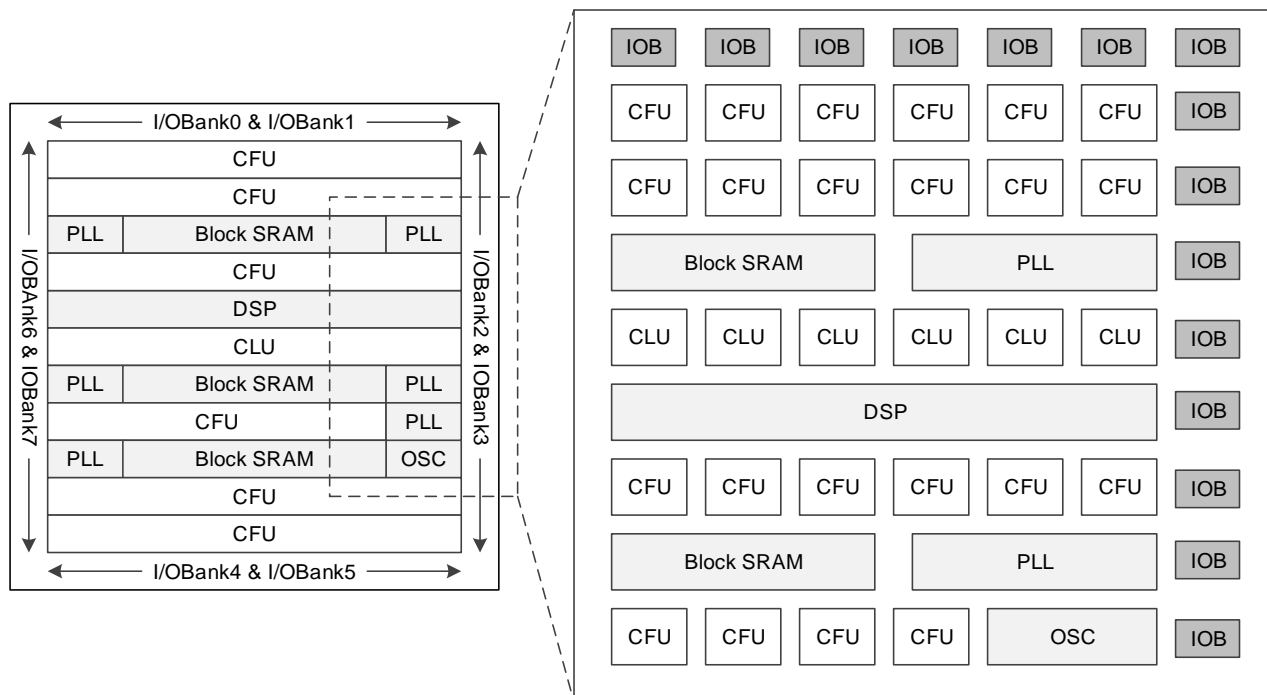 I/OBank0 & I/OBank1
CFU
CFU
PLL Block SRAM PLL
CFU
DSP
CLU
PLL Block SRAM PLL
CFU PLL
PLL Block SRAM OSC
CFU
CFU
I/OBank4 & I/OBank5
I/OBAnk6 & IOBank7
I/OBank2 & IOBank3
IOB IOB IOB IOB IOB IOB IOB
CFU CFU CFU CFU CFU CFU IOB
CFU CFU CFU CFU CFU CFU IOB
Block SRAM PLL IOB
CLU CLU CLU CLU CLU CLU IOB
DSP IOB
CFU CFU CFU CFU CFU CFU IOB
Block SRAM PLL IOB
CFU CFU CFU CFU OSC IOB